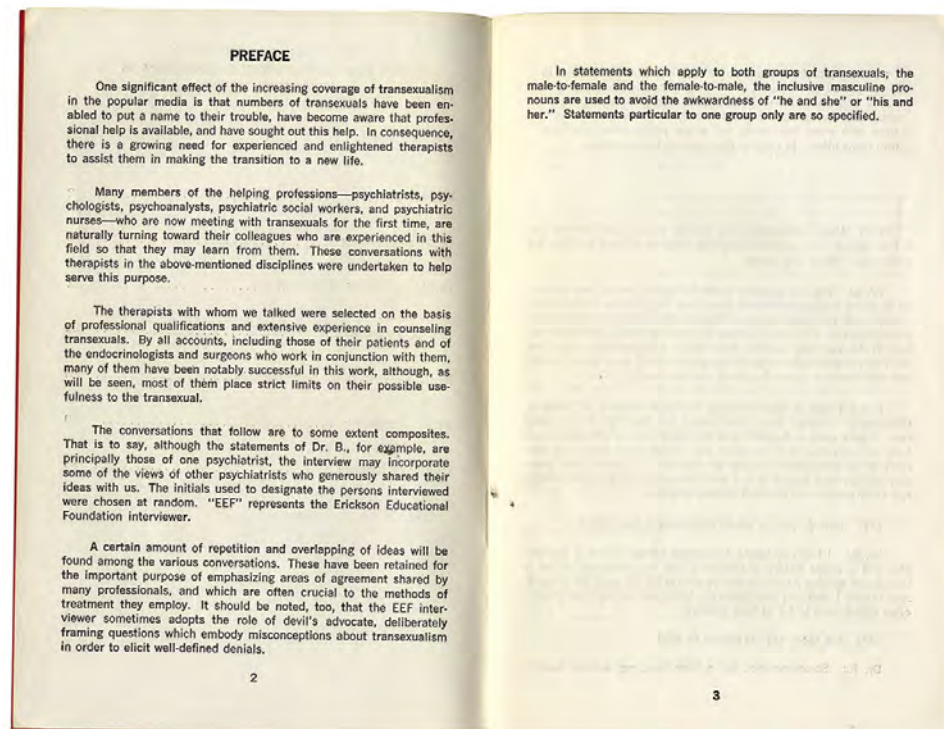 PREFACE
One significant effect of the increasing coverage of transexualism
in the popular media is that numbers of transexuals have been en-
abled to put a name to their trouble, have become aware that profes-
sional help is available, and have sought out this help. In consequence,
there is a growing need for experienced and enlightened therapists
to assist them in making the transition to a new life.
Many members of the helping professions—psychiatrists, psy-
chologists, psychoanalysts, psychiatric social workers, and psychiatric
nurses—who are now meeting with transexuals for the first time, are
naturally turning toward their colleagues who are experienced in this
field so that they may learn from them. These conversations with
therapists in the above-mentioned disciplines were undertaken to help
serve this purpose.
The therapists with whom we talked were selected on the basis
of professional qualifications and extensive experience in counseling
transexuals. By all accounts, including those of their patients and of
the endocrinologists and surgeons who work in conjunction with them,
many of them have been notably successful in this work, although, as
will be seen, most of them place strict limits on their possible use-
fulness to the transexual.
The conversations that follow are to some extent composites.
That is to say, although the statements of Dr. B., for example, are
principally those of one psychiatrist, the interview may incorporate
some of the views of other psychiatrists who generously shared their
ideas with us. The initials used to designate the persons interviewed
were chosen at random. "EEF" represents the Erickson Educational
Foundation interviewer.
A certain amount of repetition and overlapping of ideas will be
found among the various conversations. These have been retained for
the important purpose of emphasizing areas of agreement shared by
many professionals, and which are often crucial to the methods of
treatment they employ. It should be noted, too, that the EEF inter-
viewer sometimes adopts the role of devil's advocate, deliberately
framing questions which embody misconceptions about transexualism
in order to elicit well-defined denials.
2
In statements which apply to both groups of transexuals, the
male-to-female and the female-to-male, the inclusive masculine pro-
nouns are used to avoid the awkwardness of "he and she" or "his and
her." Statements particular to one group only are so specified.
3